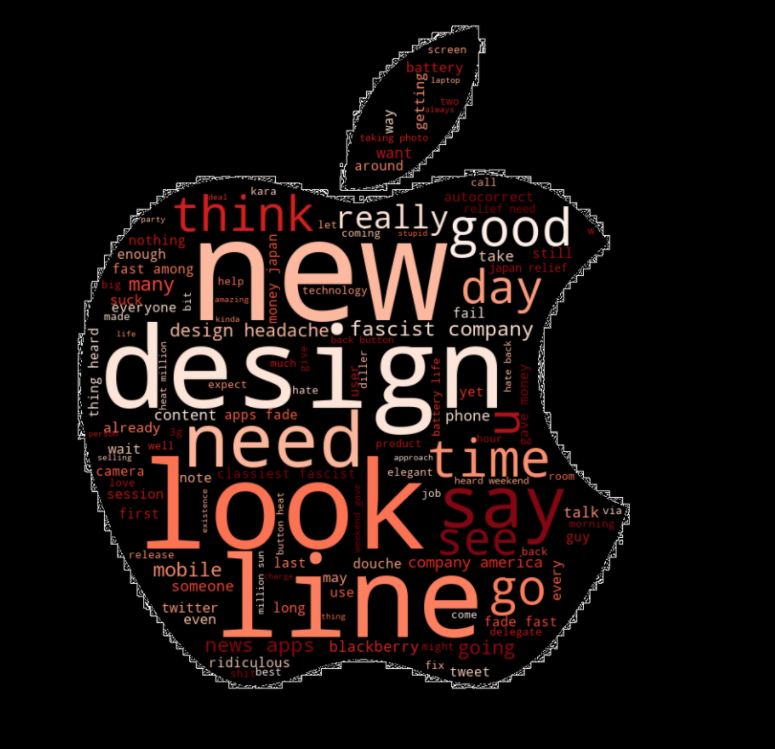 screen
battery
laptop
getting
two
always
way
taking photo
want
around
call
kara
deal
autocorrect
think
really
relief need
party
let
coming
stupid
good
w
nothing
new
enough
take
still
fast among
money japan
japan relief
big
many
help
day
suck
technology
everyone
bit
amazing
made
kinda
fail
design headache
fascist company
life
back button
thing heard
design
heat million
much
give
diller
hate back
user
expect
hate
battery life
yet
gave money
content
apps fade
phone
u
already
3g
need
person
product
hour
wait
well
time
selling
approach
camera
note
classiest fascist
elegant
room
love
heard weekend
look
session
existence
job
say
first
button heat
weekend gave
talk
via
morning
see
guy
release
back
last
douche
company america
mobile
million sun
charge
may
every
someone
use
line
go
twitter
long
thing
come
even
fade fast
delegate
news apps
blackberry
might
going
ridiculous
fix
tweet
shit
best